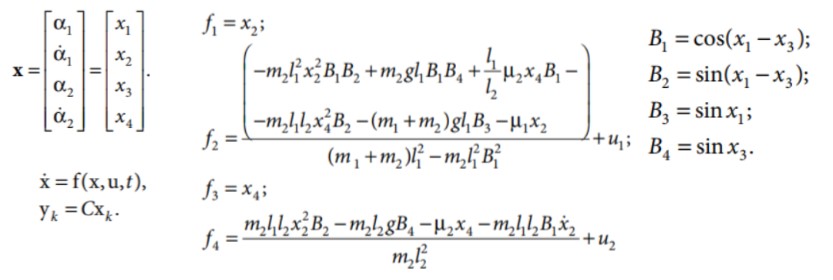 x = [α₁ α̇₁ α₂ α̇₂] = [x₁ x₂ x₃ x₄].
ẋ = f(x,u,t),
yₖ = Cxₖ.
f₁ = x₂;
f₂ = (−m₂l₁²x₂²B₁B₂ + m₂gl₁B₁B₄ + (l₁/l₂)μ₂x₄B₁ −
−m₂l₁l₂x₄²B₂ − (m₁ + m₂)gl₁B₃ − μ₁x₂) / ((m₁ + m₂)l₁² − m₂l₁²B₁²) + u₁;
f₃ = x₄;
f₄ = (m₂l₁l₂x₂²B₂ − m₂l₂gB₄ − μ₂x₄ − m₂l₁l₂B₁ẋ₂) / (m₂l₂²) + u₂
B₁ = cos(x₁ − x₃);
B₂ = sin(x₁ − x₃);
B₃ = sin x₁;
B₄ = sin x₃.